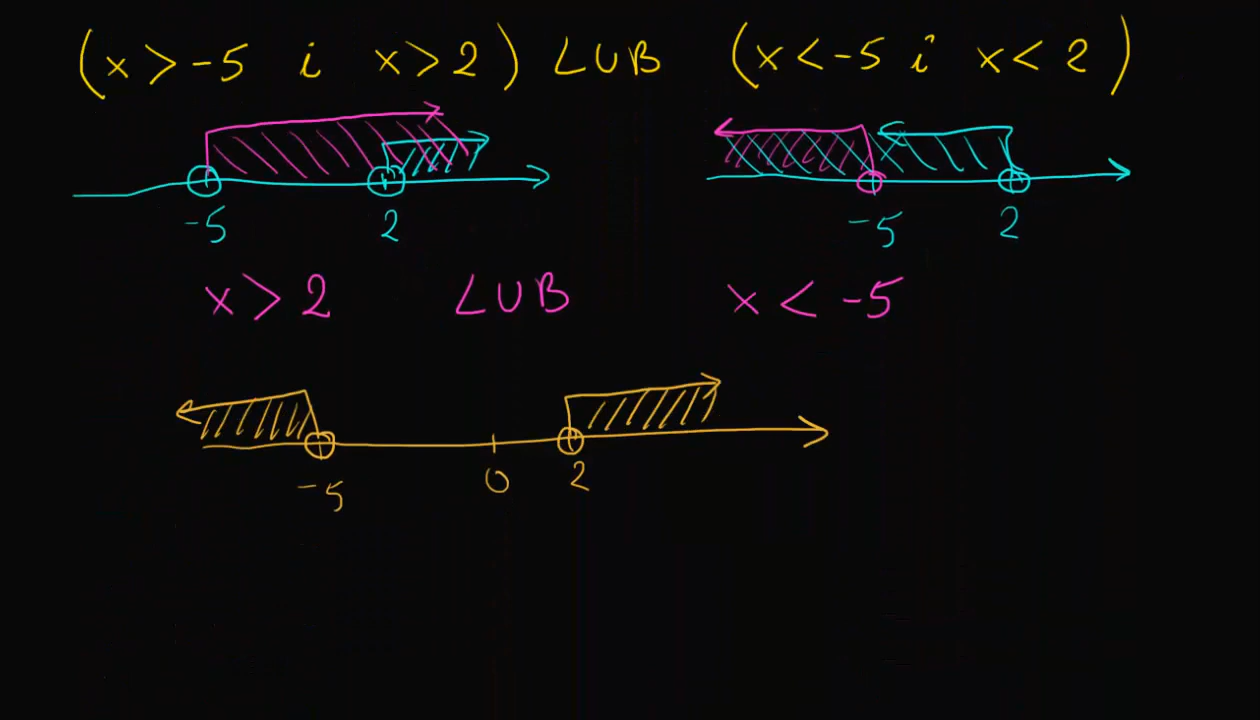 (x > -5 i x > 2) LUB (x < -5 i x < 2)
-5 2 -5 2
x > 2 LUB x < -5
-5 0 2